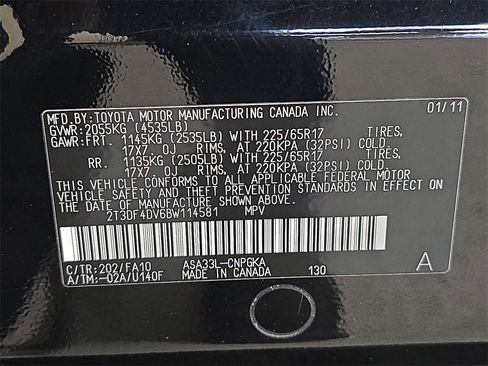 MFD.BY:TOYOTA MOTOR MANUFACTURING CANADA INC. 01/11
GVWR:2055KG (4535LB)
GAWR:FRT. 1145KG (2535LB) WITH 225/65R17 TIRES,
17X7. OJ RIMS, AT 220KPA (32PSI) COLD.
RR. 1135KG (2505LB) WITH 225/65R17 TIRES,
17X7. OJ RIMS, AT 220KPA (32PSI) COLD.
THIS VEHICLE CONFORMS TO ALL APPLICABLE FEDERAL MOTOR
VEHICLE SAFETY AND THEFT PREVENTION STANDARDS IN EFFECT
ON THE DATE OF MANUFACTURE SHOWN ABOVE.
2T3DF4DV6BW114581 MPV
C/TR:202/FA10 ASA33L-CNPGKA
A/TM:-02A/U140F MADE IN CANADA 130 A